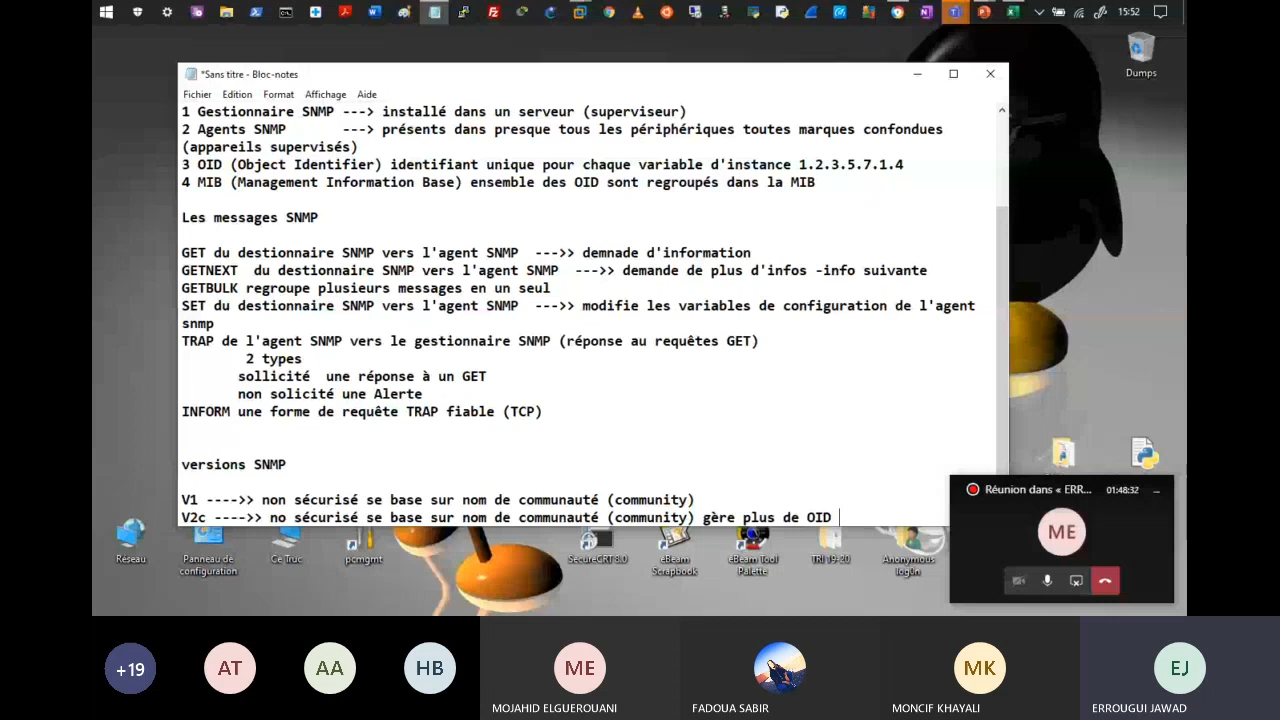 15:52
Dumps
*Sans titre - Bloc-notes
Fichier Edition Format Affichage Aide
1 Gestionnaire SNMP ---> installé dans un serveur (superviseur)
2 Agents SNMP ---> présents dans presque tous les périphériques toutes marques confondues
(appareils supervisés)
3 OID (Object Identifier) identifiant unique pour chaque variable d'instance 1.2.3.5.7.1.4
4 MIB (Management Information Base) ensemble des OID sont regroupés dans la MIB
Les messages SNMP
GET du destionnaire SNMP vers l'agent SNMP --->> demnade d'information
GETNEXT du destionnaire SNMP vers l'agent SNMP --->> demande de plus d'infos -info suivante
GETBULK regroupe plusieurs messages en un seul
SET du destionnaire SNMP vers l'agent SNMP --->> modifie les variables de configuration de l'agent
snmp
TRAP de l'agent SNMP vers le gestionnaire SNMP (réponse au requêtes GET)
2 types
sollicité une réponse à un GET
non solicité une Alerte
INFORM une forme de requête TRAP fiable (TCP)
versions SNMP
V1 ---->> non sécurisé se base sur nom de communauté (community)
V2c ---->> no sécurisé se base sur nom de communauté (community) gère plus de OID
Réunion dans « ERR... 01:48:32
ME
Réseau
Panneau de
configuration
Ce Truc
pcmgmt
SecureCRT 8.0
eBeam
Scrapbook
eBeam Tool
Palette
TRI 19-20
Anonymous
logOn
+19
AT
AA
HB
ME
MK
EJ
MOJAHID ELGUEROUANI
FADOUA SABIR
MONCIF KHAYALI
ERROUGUI JAWAD